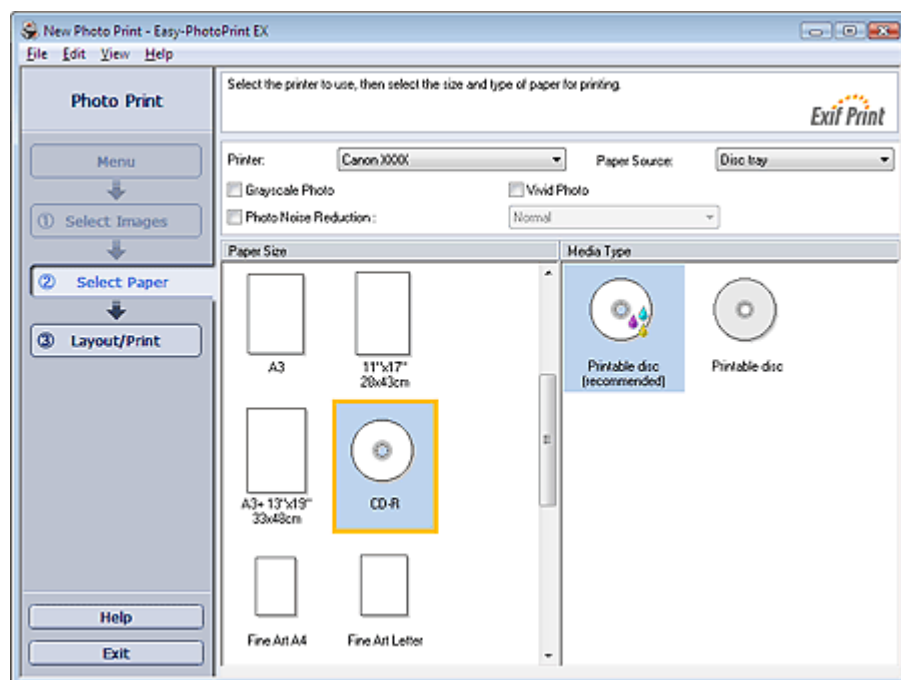 New Photo Print - Easy-PhotoPrint EX
File Edit View Help
Photo Print
Select the printer to use, then select the size and type of paper for printing.
Exif Print
Menu
① Select Images
② Select Paper
③ Layout/Print
Help
Exit
Printer: Canon XXXX Paper Source: Disc tray
Grayscale Photo Vivid Photo
Photo Noise Reduction : Normal
Paper Size
A3
11"x17"
28x43cm
A3+ 13"x19"
33x48cm
CD-R
Fine Art A4
Fine Art Letter
Media Type
Printable disc
(recommended)
Printable disc